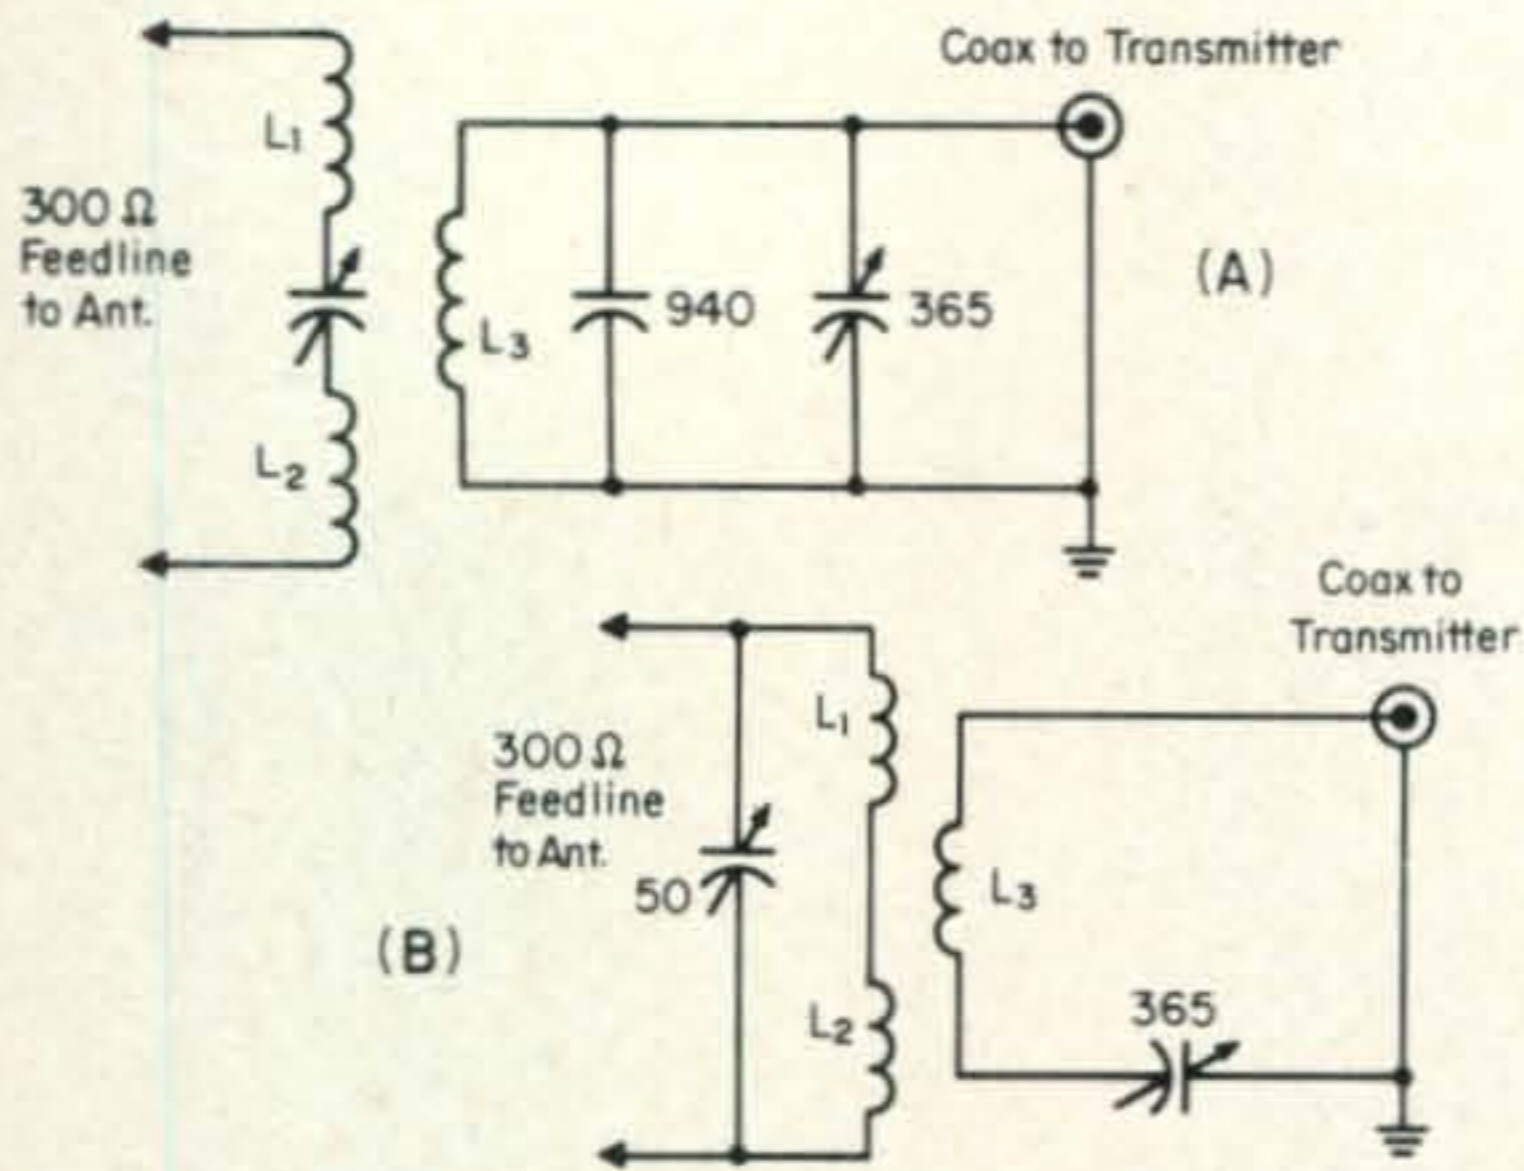 Coax to Transmitter
L1
300 Ω
Feedline
to Ant.
L3
940
365
(A)
L2
Coax to
Transmitter
L1
300 Ω
Feedline
to Ant.
50
L3
(B)
L2
365